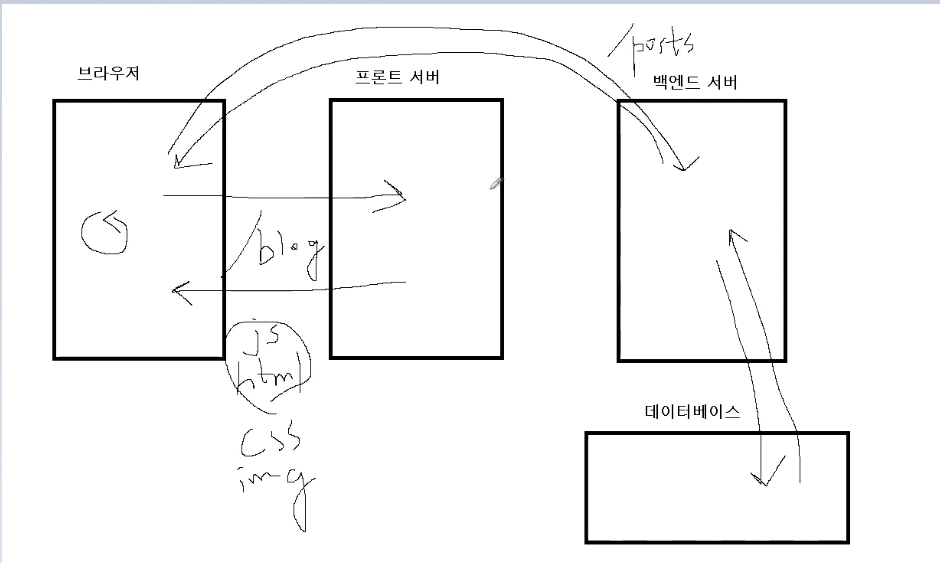 /posts
브라우저
프론트 서버
백엔드 서버
/blog
js
html
css
img
데이터베이스